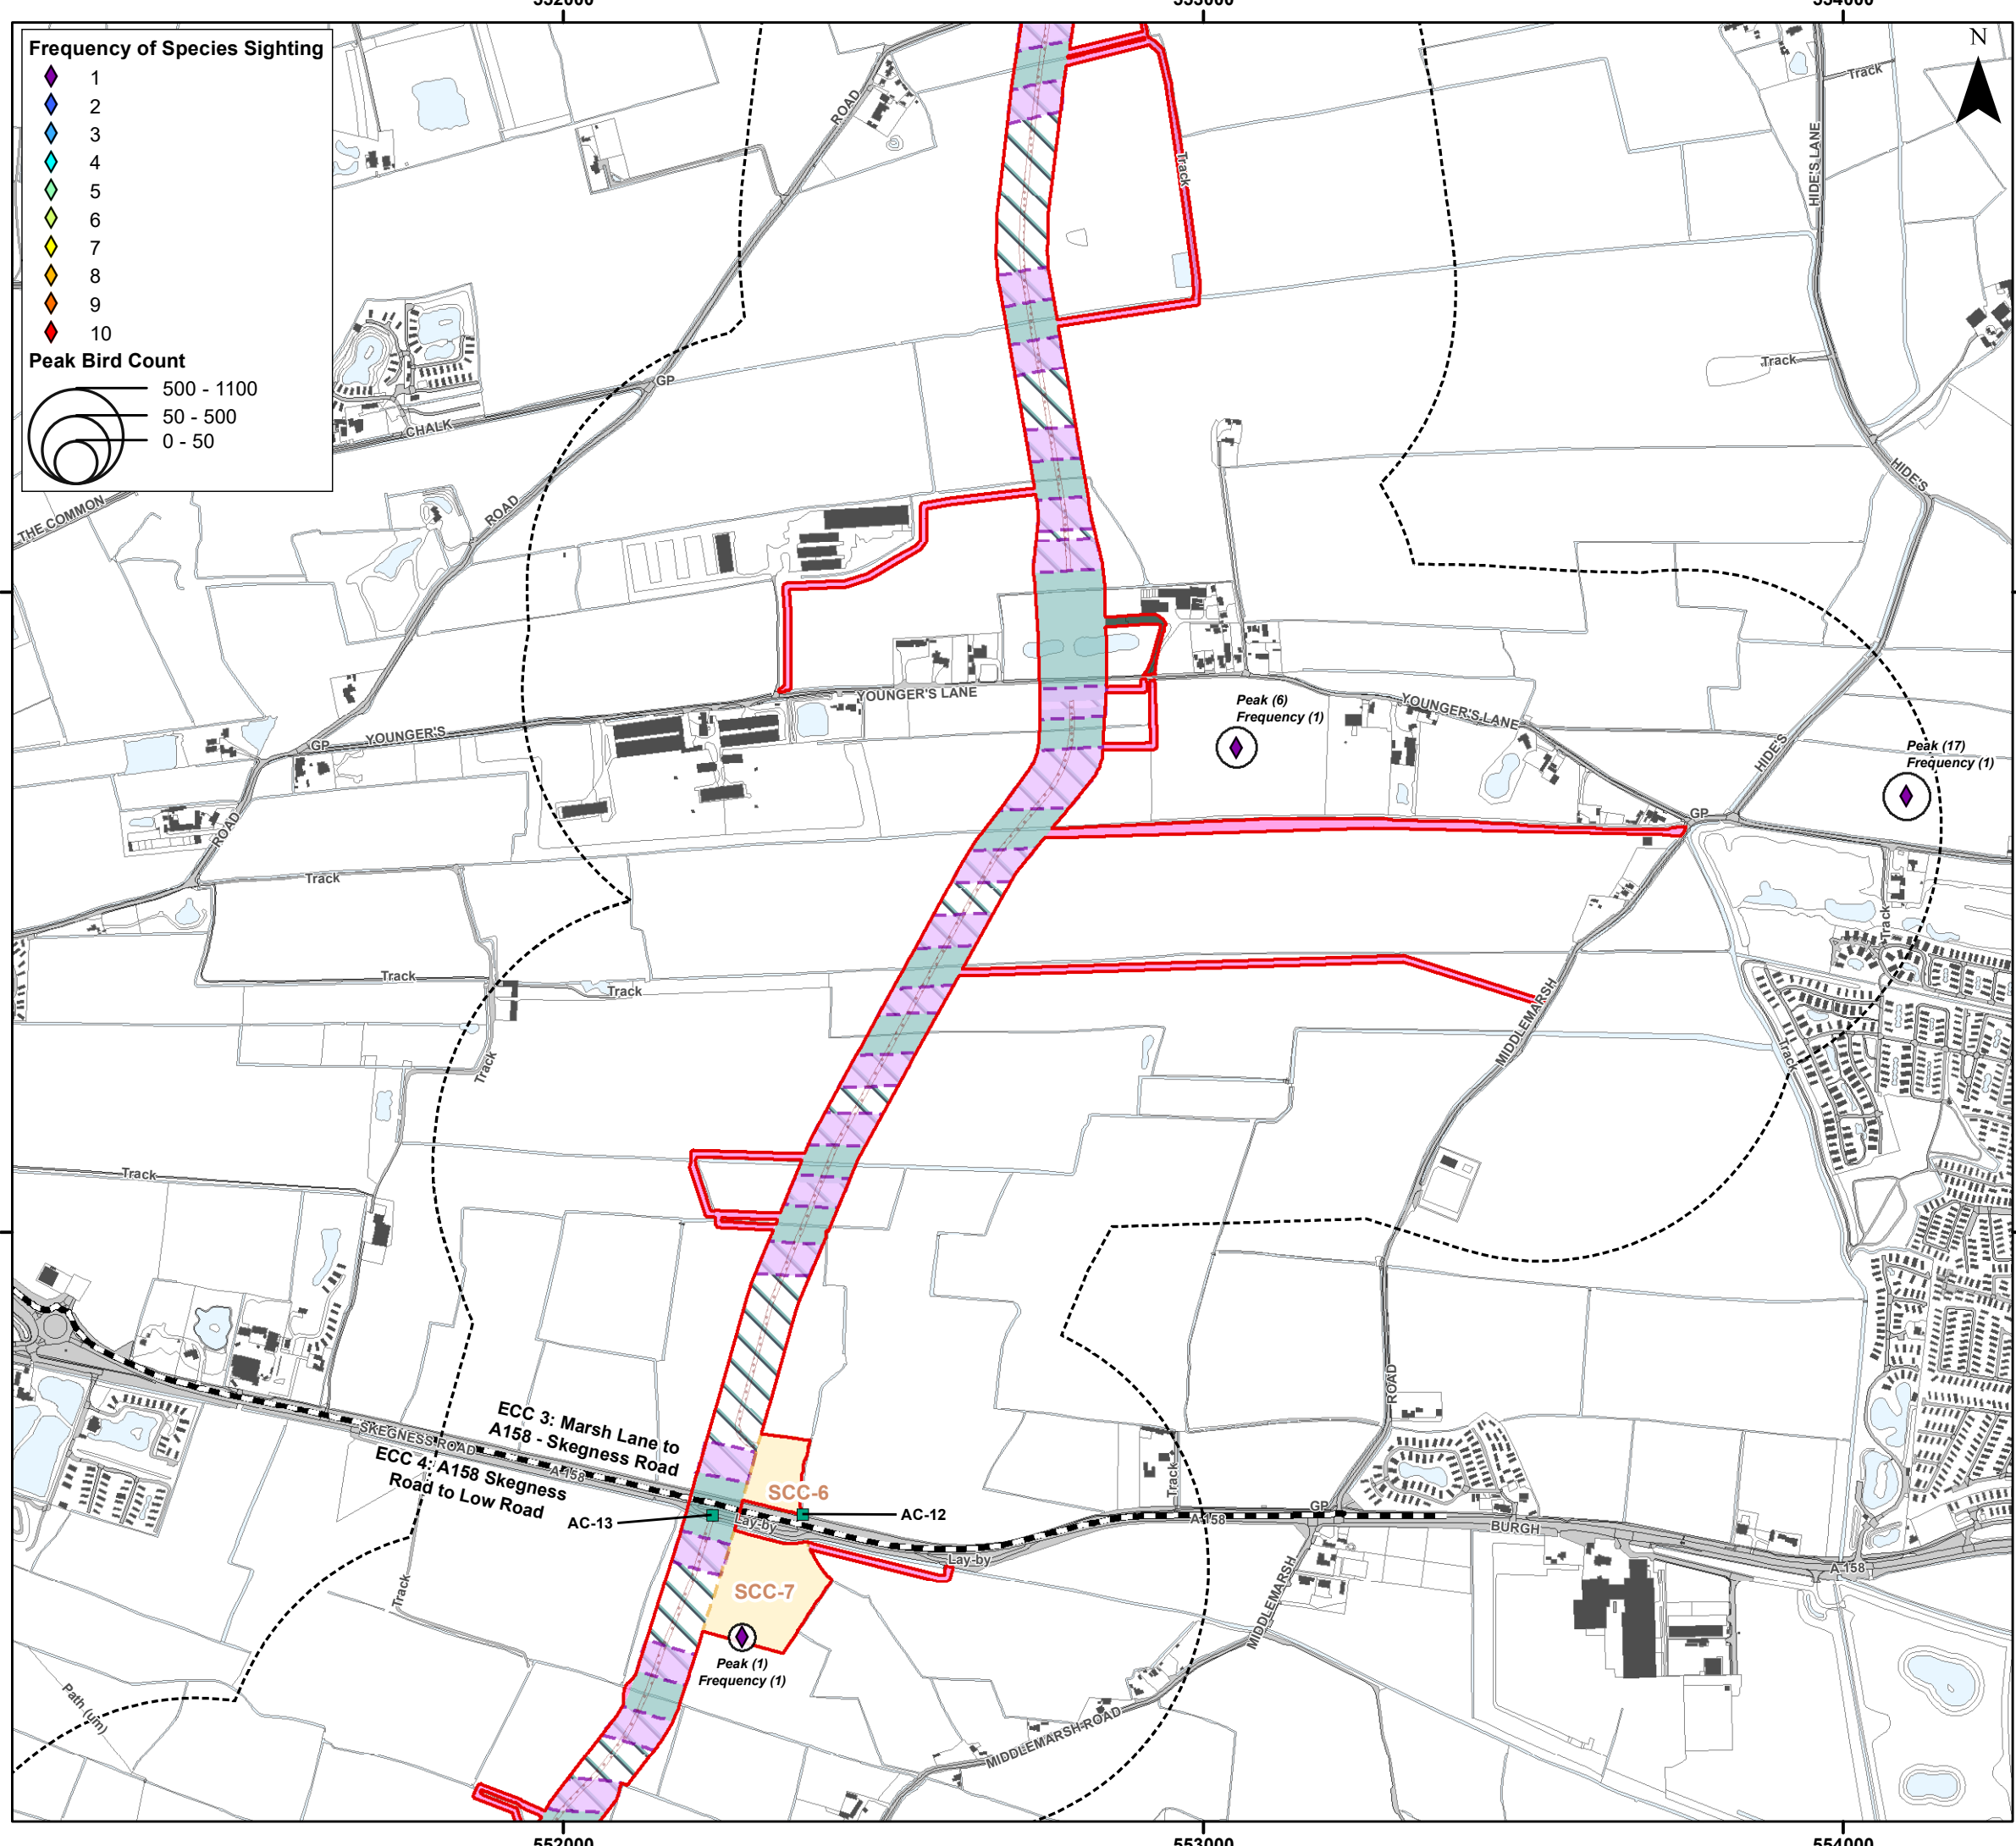 552000
553000
554000
Frequency of Species Sighting
1
2
3
4
5
6
7
8
9
10
Peak Bird Count
500 - 1100
50 - 500
0 - 50
N
ROAD
Track
Track
HIDE'S LANE
Track
GP
CHALK
ROAD
THE COMMON
HIDE'S
YOUNGER'S LANE
YOUNGER'S
GP
Peak (6)
Frequency (1)
YOUNGER'S LANE
HIDE'S
Peak (17)
Frequency (1)
GP
ROAD
Track
Track
Track
Track
Track
MIDDLEMARSH
Track
Track
ROAD
ECC 3: Marsh Lane to
A158 - Skegness Road
SKEGNESS ROAD
A 158
ECC 4: A158 Skegness
Road to Low Road
SCC-6
AC-13
AC-12
Lay-by
Lay-by
Track
A 158
GP
BURGH
A 158
SCC-7
Track
MIDDLEMARSH
Peak (1)
Frequency (1)
Path (um)
MIDDLEMARSH ROAD
552000
553000
554000